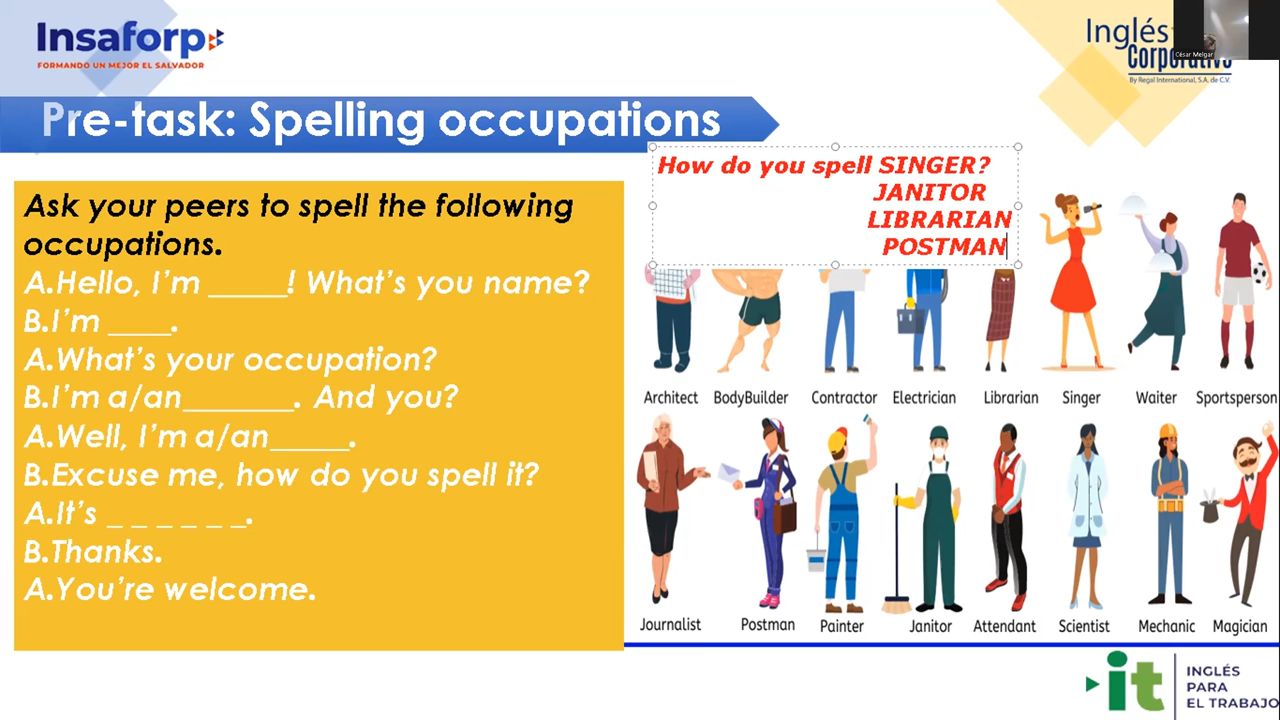 Insaforp
FORMANDO UN MEJOR EL SALVADOR
Inglés
Corporativo
By Regal International, S.A. de C.V.
César Melgar
Pre-task: Spelling occupations
How do you spell SINGER?
JANITOR
LIBRARIAN
POSTMAN
Ask your peers to spell the following
occupations.
A.Hello, I'm _____! What's you name?
B.I'm ____.
A.What's your occupation?
B.I'm a/an_______. And you?
A.Well, I'm a/an_____.
B.Excuse me, how do you spell it?
A.It's _ _ _ _ _ _.
B.Thanks.
A.You're welcome.
Architect BodyBuilder Contractor Electrician Librarian Singer Waiter Sportsperson
Journalist Postman Painter Janitor Attendant Scientist Mechanic Magician
it
INGLÉS
PARA
EL TRABAJO